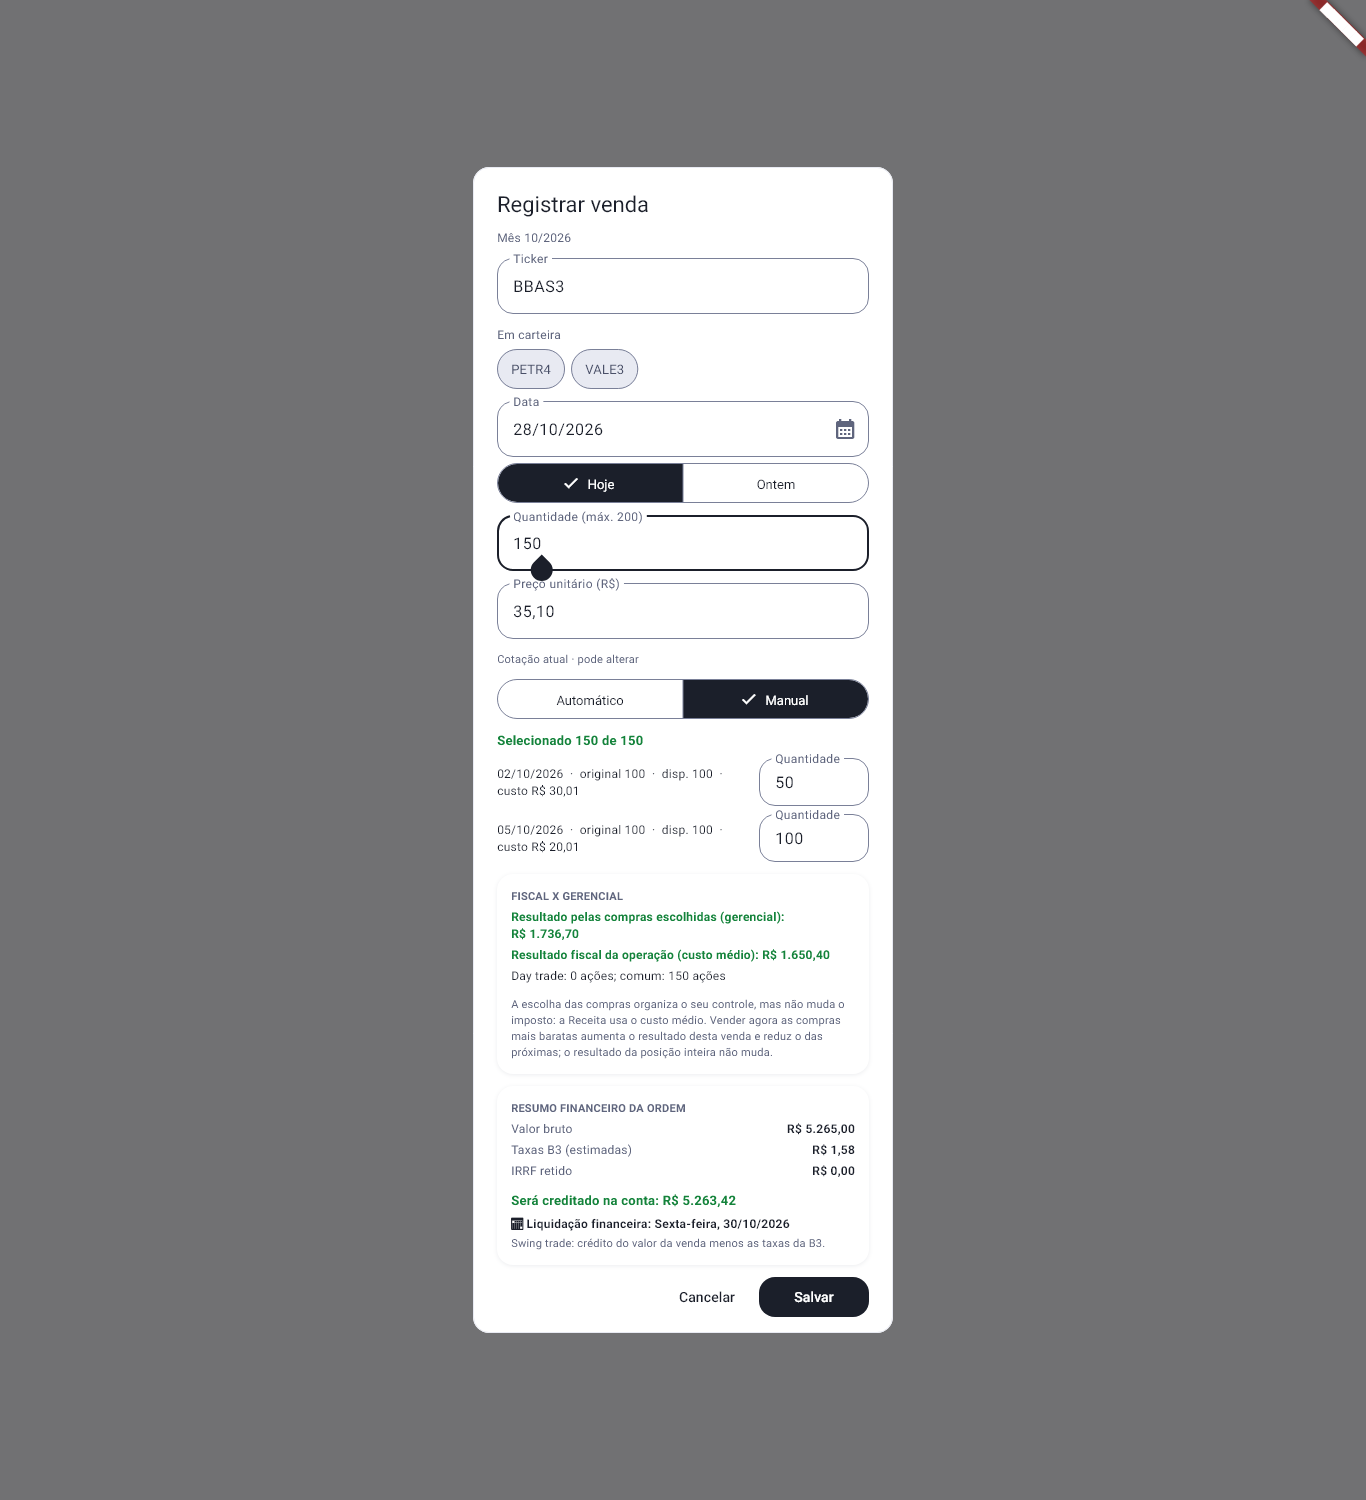 Registrar venda
Mês 10/2026
Ticker
BBAS3
Em carteira
PETR4 VALE3
Data
28/10/2026
Hoje Ontem
Quantidade (máx. 200)
150
Preço unitário (R$)
35,10
Cotação atual · pode alterar
Automático Manual
Selecionado 150 de 150
02/10/2026 · original 100 · disp. 100 ·
custo R$ 30,01
Quantidade
50
05/10/2026 · original 100 · disp. 100 ·
custo R$ 20,01
Quantidade
100
FISCAL X GERENCIAL
Resultado pelas compras escolhidas (gerencial):
R$ 1.736,70
Resultado fiscal da operação (custo médio): R$ 1.650,40
Day trade: 0 ações; comum: 150 ações
A escolha das compras organiza o seu controle, mas não muda o
imposto: a Receita usa o custo médio. Vender agora as compras
mais baratas aumenta o resultado desta venda e reduz o das
próximas; o resultado da posição inteira não muda.
RESUMO FINANCEIRO DA ORDEM
Valor bruto R$ 5.265,00
Taxas B3 (estimadas) R$ 1,58
IRRF retido R$ 0,00
Será creditado na conta: R$ 5.263,42
Liquidação financeira: Sexta-feira, 30/10/2026
Swing trade: crédito do valor da venda menos as taxas da B3.
Cancelar Salvar